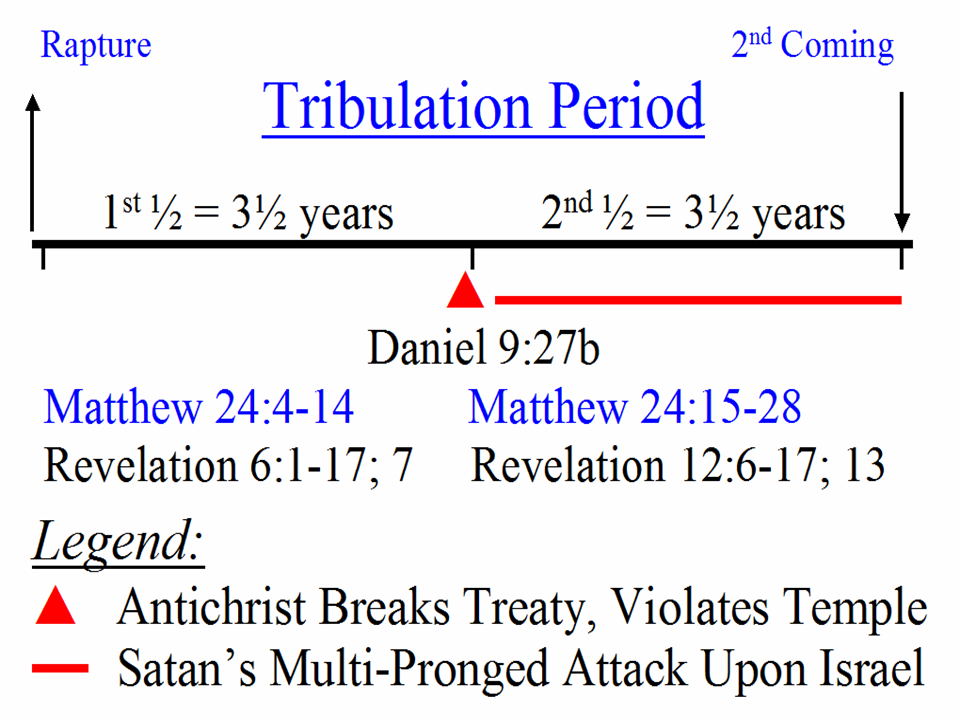 Rapture 2nd Coming
Tribulation Period
1st ½ = 3½ years 2nd ½ = 3½ years
Daniel 9:27b
Matthew 24:4-14 Matthew 24:15-28
Revelation 6:1-17; 7 Revelation 12:6-17; 13
Legend:
Antichrist Breaks Treaty, Violates Temple
Satan’s Multi-Pronged Attack Upon Israel